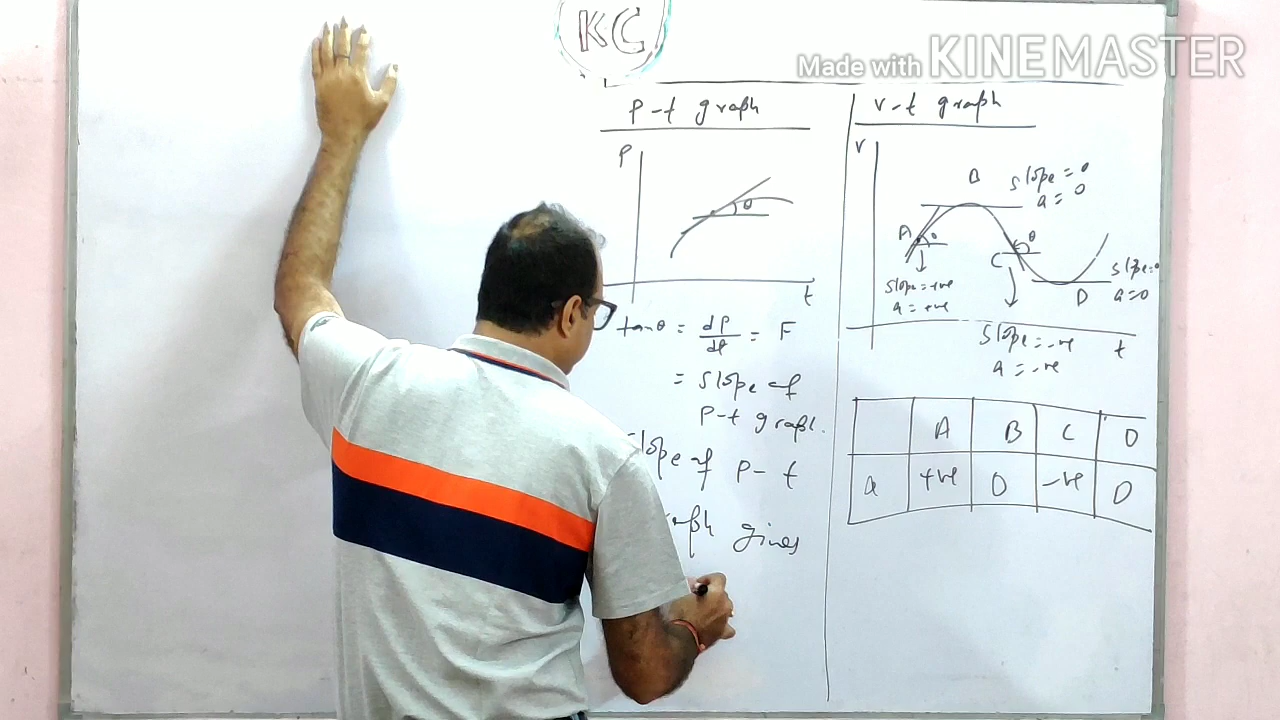 KC
Made with KINEMASTER
P-t graph
P
θ
t
tanθ = dP/dt = F
= slope of
P-t graph.
slope of P-t
graph gives
v-t graph
v
B
slope = 0
a = 0
A
θ
slope = +ve
a = +ve
C
θ
slope = -ve
a = -ve
D
slope = 0
a = 0
t
A B C D
a +ve 0 -ve 0